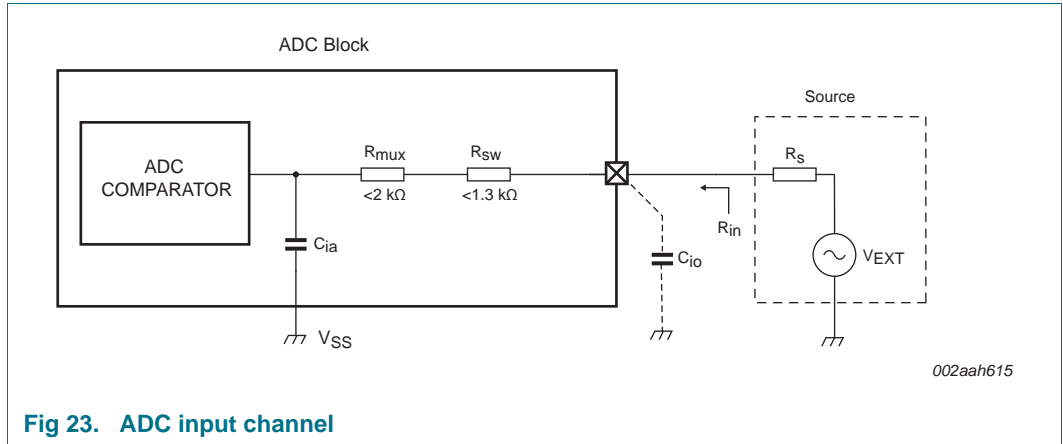 ADC Block
Source
ADC
COMPARATOR
Rmux
<2 kΩ
Rsw
<1.3 kΩ
Rs
Rin
Cia
Cio
VEXT
VSS
002aah615
Fig 23. ADC input channel